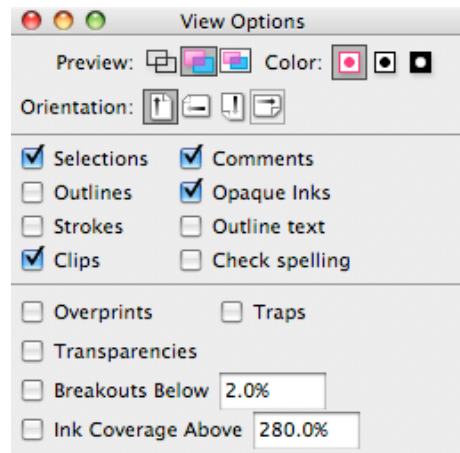 View Options
Preview: Color:
Orientation:
Selections Comments
Outlines Opaque Inks
Strokes Outline text
Clips Check spelling
Overprints Traps
Transparencies
Breakouts Below 2.0%
Ink Coverage Above 280.0%